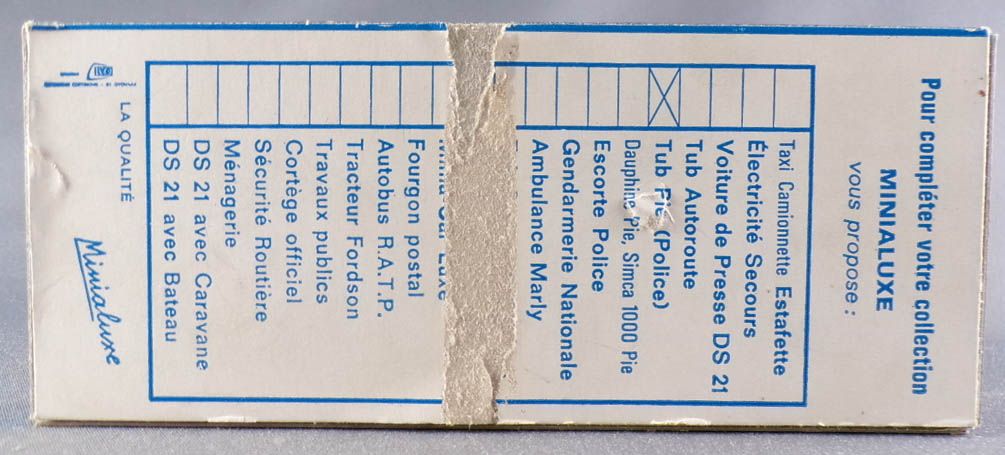 Pour compléter votre collection
MINIALUXE
vous propose :
Taxi Camionnette Estafette
Électricité Secours
Voiture de Presse DS 21
Tub Autoroute
Tub Pie (Police)
Dauphine Pie, Simca 1000 Pie
Escorte Police
Gendarmerie Nationale
Ambulance Marly
Luxe
Fourgon postal
Autobus R.A.T.P.
Tracteur Fordson
Travaux publics
Cortège officiel
Sécurité Routière
Ménagerie
DS 21 avec Caravane
DS 21 avec Bateau
LA QUALITÉ
Minialuxe